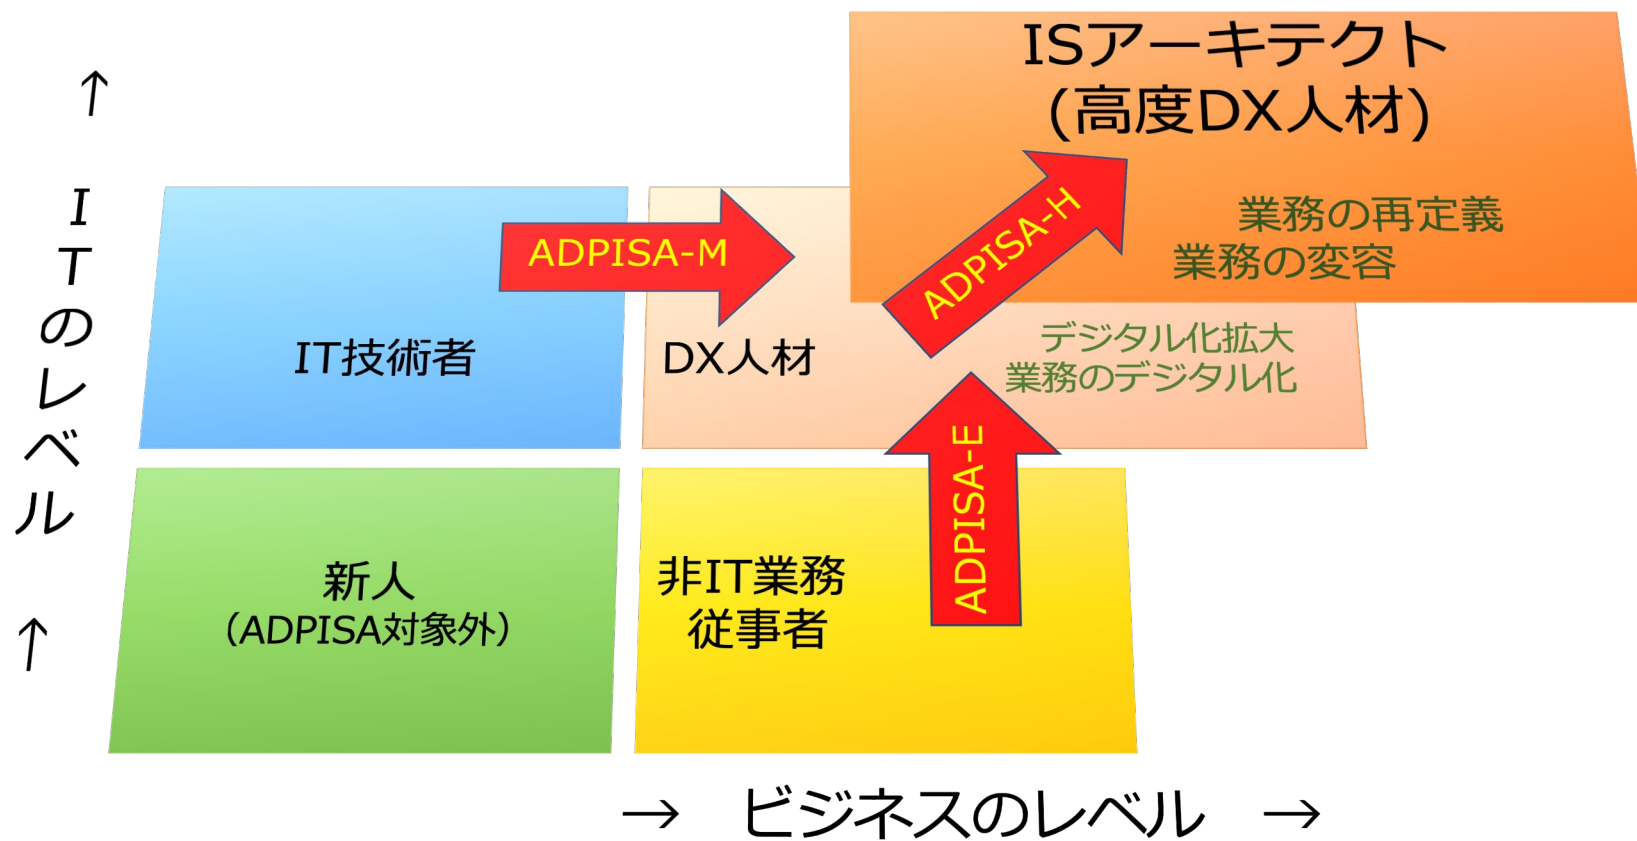 ISアーキテクト
(高度DX人材)
業務の再定義
業務の変容
ADPISA-H
ADPISA-M
IT技術者
DX人材
デジタル化拡大
業務のデジタル化
ADPISA-E
新人
（ADPISA対象外）
非IT業務
従事者
↑ ITのレベル ↑
→ ビジネスのレベル →